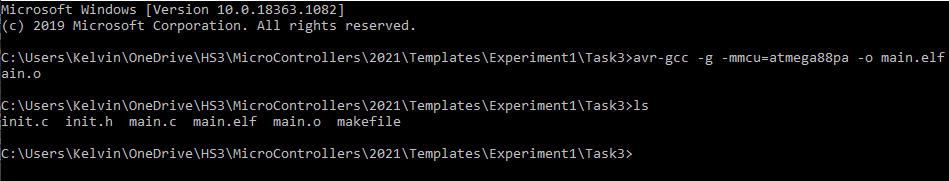 Microsoft Windows [Version 10.0.18363.1082]
(c) 2019 Microsoft Corporation. All rights reserved.
C:\Users\Kelvin\OneDrive\HS3\MicroControllers\2021\Templates\Experiment1\Task3>avr-gcc -g -mmcu=atmega88pa -o main.elf
ain.o
C:\Users\Kelvin\OneDrive\HS3\MicroControllers\2021\Templates\Experiment1\Task3>ls
init.c  init.h  main.c  main.elf  main.o  makefile
C:\Users\Kelvin\OneDrive\HS3\MicroControllers\2021\Templates\Experiment1\Task3>